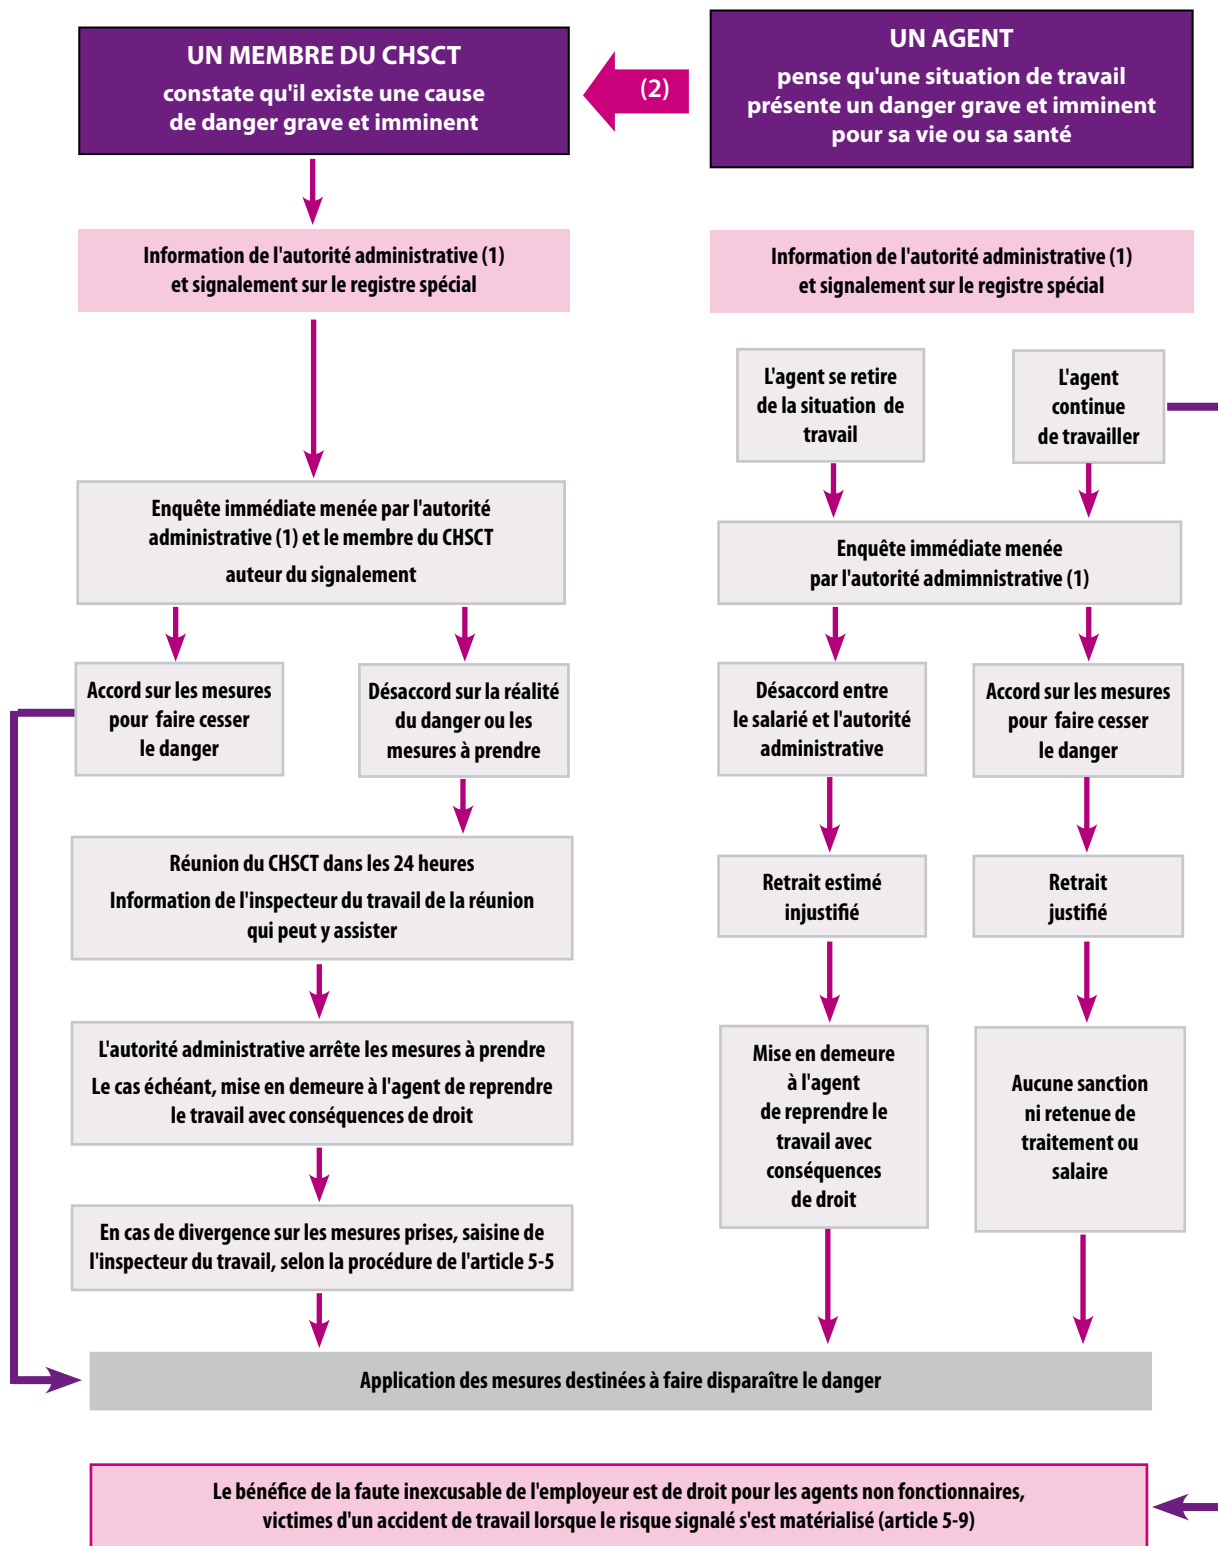 UN MEMBRE DU CHSCT
constate qu'il existe une cause
de danger grave et imminent
(2)
UN AGENT
pense qu'une situation de travail
présente un danger grave et imminent
pour sa vie ou sa santé
Information de l'autorité administrative (1)
et signalement sur le registre spécial
Information de l'autorité administrative (1)
et signalement sur le registre spécial
L'agent se retire
de la situation de
travail
L'agent
continue
de travailler
Enquête immédiate menée par l'autorité
administrative (1) et le membre du CHSCT
auteur du signalement
Enquête immédiate menée
par l'autorité admimnistrative (1)
Accord sur les mesures
pour faire cesser
le danger
Désaccord sur la réalité
du danger ou les
mesures à prendre
Désaccord entre
le salarié et l'autorité
administrative
Accord sur les mesures
pour faire cesser
le danger
Réunion du CHSCT dans les 24 heures
Information de l'inspecteur du travail de la réunion
qui peut y assister
Retrait estimé
injustifié
Retrait
justifié
L'autorité administrative arrête les mesures à prendre
Le cas échéant, mise en demeure à l'agent de reprendre
le travail avec conséquences de droit
Mise en demeure
à l'agent
de reprendre le
travail avec
conséquences
de droit
Aucune sanction
ni retenue de
traitement ou
salaire
En cas de divergence sur les mesures prises, saisine de
l'inspecteur du travail, selon la procédure de l'article 5-5
Application des mesures destinées à faire disparaître le danger
Le bénéfice de la faute inexcusable de l'employeur est de droit pour les agents non fonctionnaires,
victimes d'un accident de travail lorsque le risque signalé s'est matérialisé (article 5-9)